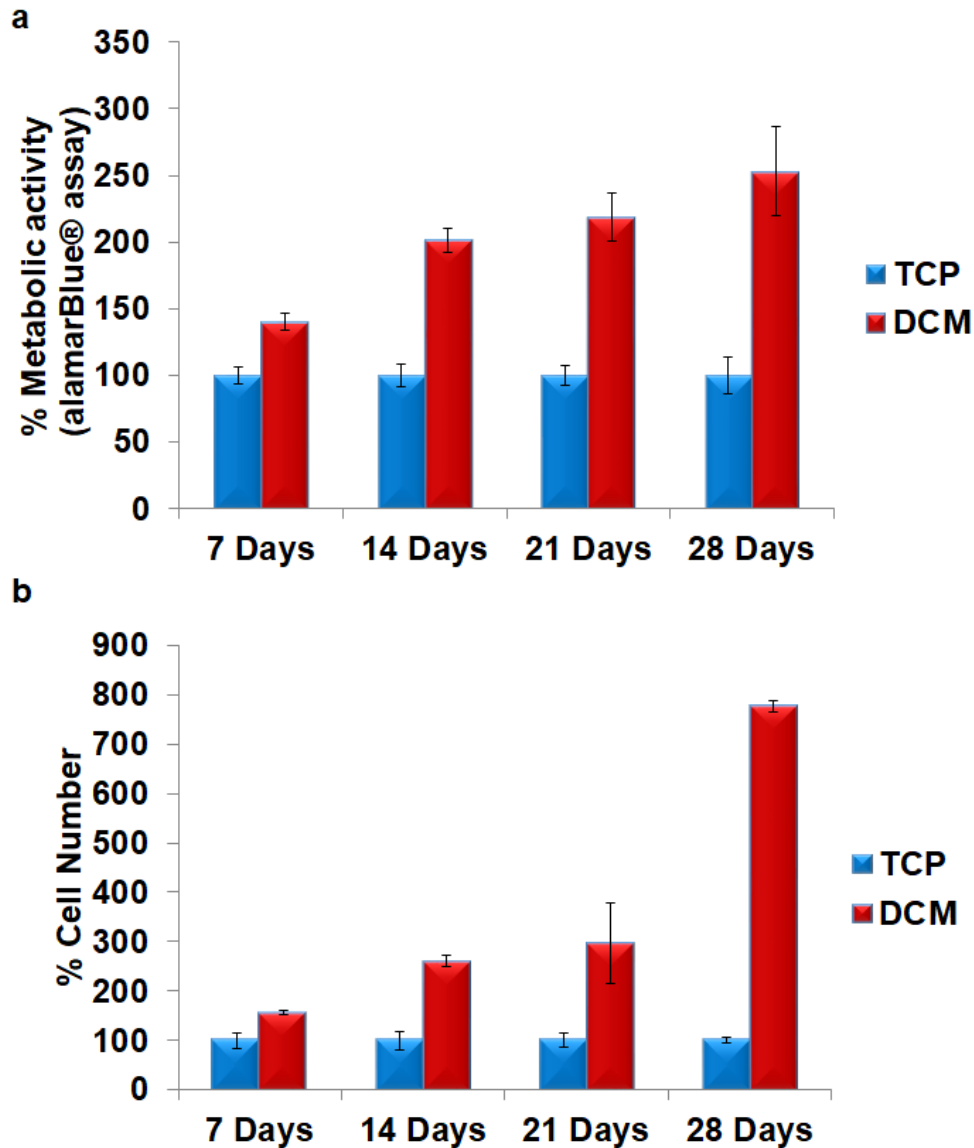 a
% Metabolic activity
(alamarBlue® assay)
350
300
250
200
150
100
50
0
7 Days 14 Days 21 Days 28 Days
TCP
DCM
b
% Cell Number
900
800
700
600
500
400
300
200
100
0
7 Days 14 Days 21 Days 28 Days
TCP
DCM